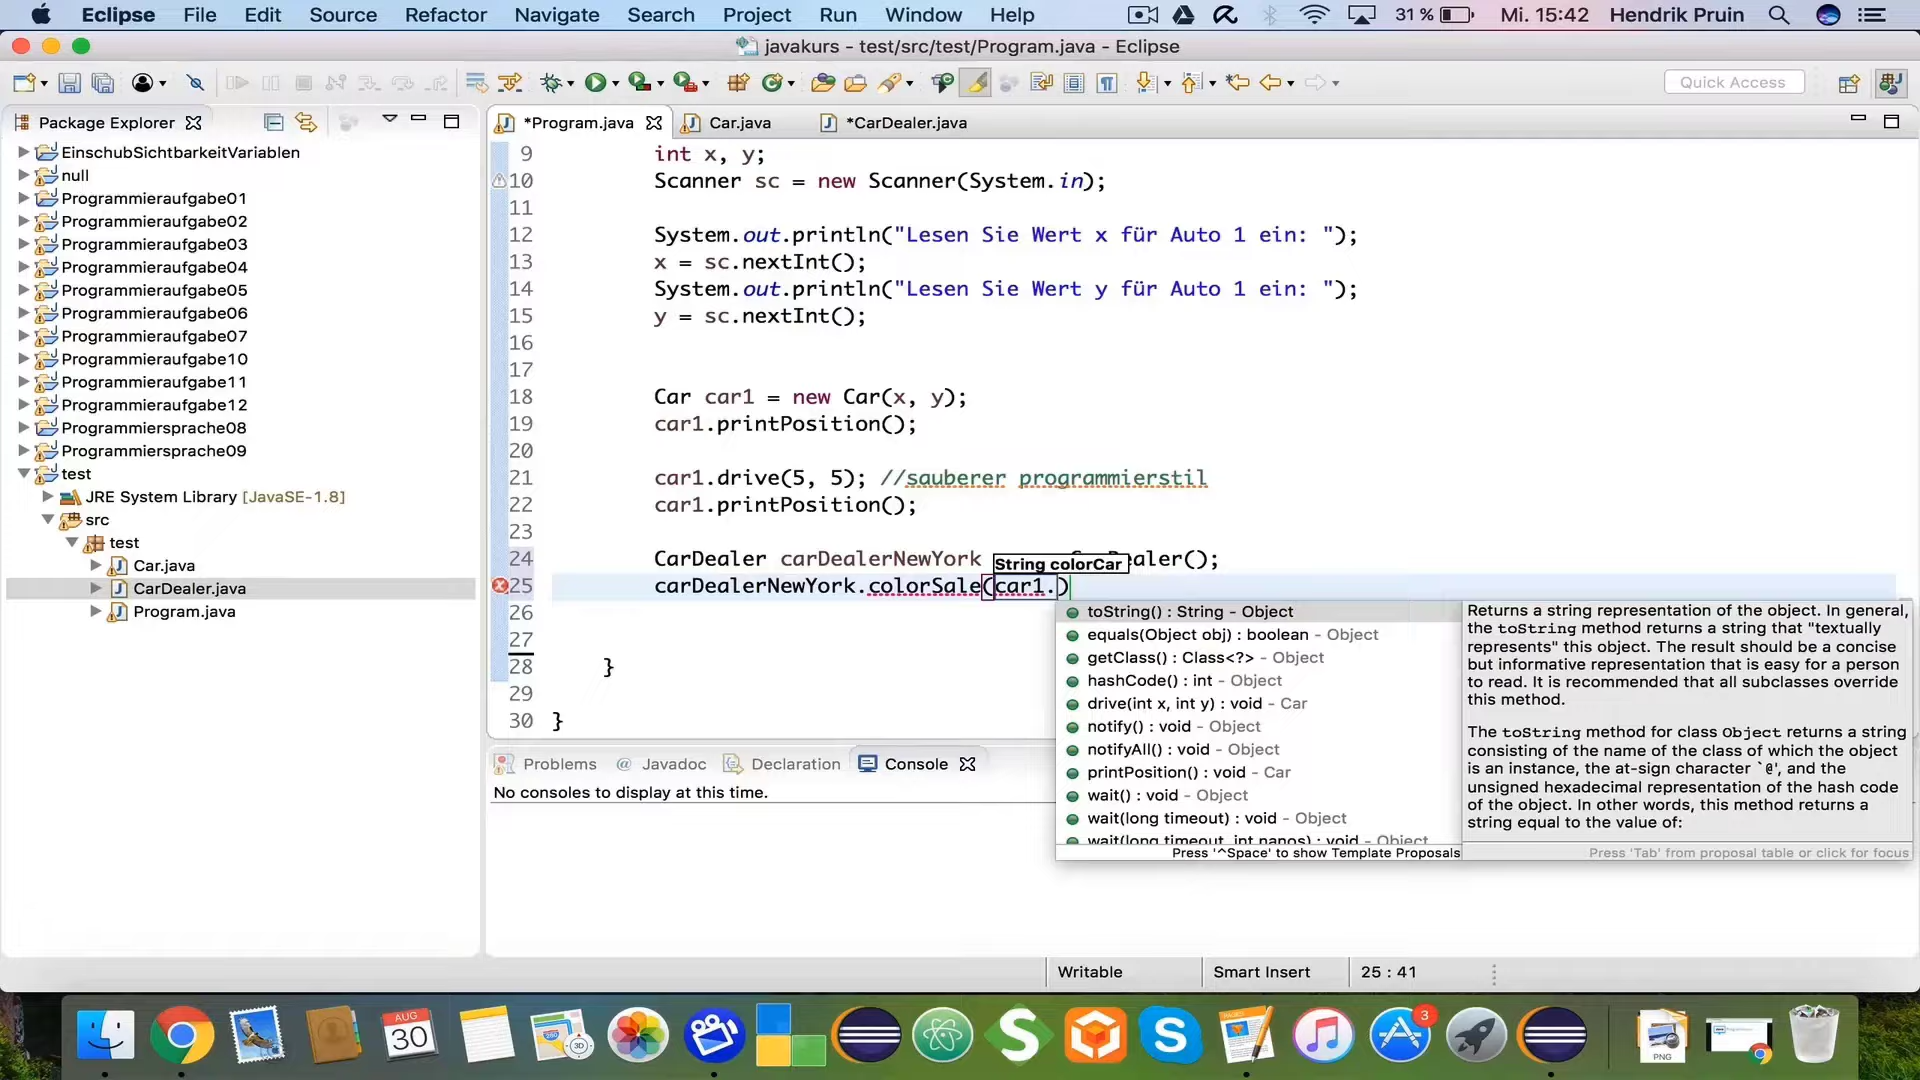 Eclipse File Edit Source Refactor Navigate Search Project Run Window Help 31 % Mi. 15:42 Hendrik Pruin
javakurs - test/src/test/Program.java - Eclipse
Quick Access
Package Explorer
EinschubSichtbarkeitVariablen
null
Programmieraufgabe01
Programmieraufgabe02
Programmieraufgabe03
Programmieraufgabe04
Programmieraufgabe05
Programmieraufgabe06
Programmieraufgabe07
Programmieraufgabe10
Programmieraufgabe11
Programmieraufgabe12
Programmiersprache08
Programmiersprache09
test
JRE System Library [JavaSE-1.8]
src
test
Car.java
CarDealer.java
Program.java
*Program.java Car.java *CarDealer.java
9 int x, y;
10 Scanner sc = new Scanner(System.in);
11
12 System.out.println("Lesen Sie Wert x für Auto 1 ein: ");
13 x = sc.nextInt();
14 System.out.println("Lesen Sie Wert y für Auto 1 ein: ");
15 y = sc.nextInt();
16
17
18 Car car1 = new Car(x, y);
19 car1.printPosition();
20
21 car1.drive(5, 5); //sauberer programmierstil
22 car1.printPosition();
23
24 CarDealer carDealerNewYork ealer();
String colorCar
25 carDealerNewYork.colorSale(car1.)
26
27
28 }
29
30 }
toString() : String - Object
equals(Object obj) : boolean - Object
getClass() : Class<?> - Object
hashCode() : int - Object
drive(int x, int y) : void - Car
notify() : void - Object
notifyAll() : void - Object
printPosition() : void - Car
wait() : void - Object
wait(long timeout) : void - Object
wait(long timeout, int nanos) : void - Object
Press '^Space' to show Template Proposals
Returns a string representation of the object. In general,
the toString method returns a string that "textually
represents" this object. The result should be a concise
but informative representation that is easy for a person
to read. It is recommended that all subclasses override
this method.
The toString method for class Object returns a string
consisting of the name of the class of which the object
is an instance, the at-sign character `@', and the
unsigned hexadecimal representation of the hash code
of the object. In other words, this method returns a
string equal to the value of:
Press 'Tab' from proposal table or click for focus
Problems @ Javadoc Declaration Console
No consoles to display at this time.
Writable Smart Insert 25 : 41
AUG
30
3D
3
PNG